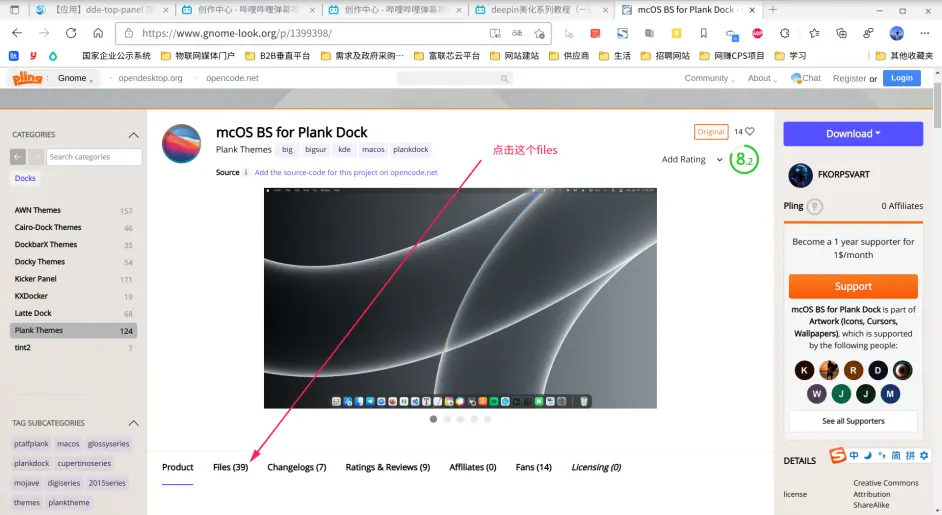 【应用】dde-top-panel 顶
创作中心 - 哔哩哔哩弹幕视
创作中心 - 哔哩哔哩弹幕视
deepin美化系列教程（一）
mcOS BS for Plank Dock -
https://www.gnome-look.org/p/1399398/
国家企业公示系统 物联网媒体门户 B2B垂直平台 需求及政府采购… 富联芸云平台 网站建站 供应商 生活 招聘网站 网赚CPS项目 学习 其他收藏夹
Pling Gnome opendesktop.org opencode.net Community About Chat Register or Login
CATEGORIES
Search categories
Docks
AWN Themes 157
Cairo-Dock Themes 46
DockbarX Themes 35
Docky Themes 54
Kicker Panel 171
KXDocker 19
Latte Dock 68
Plank Themes 124
tint2 7
TAG SUBCATEGORIES
ptalfplank macos glossyseries
plankdock cupertinoseries
mojave digiseries 2015series
themes planktheme
mcOS BS for Plank Dock
Plank Themes big bigsur kde macos plankdock
Source i Add the source-code for this project on opencode.net
Original 14
Add Rating 8.2
点击这个files
Product Files (39) Changelogs (7) Ratings & Reviews (9) Affiliates (0) Fans (14) Licensing (0)
Download
FKORPSVART
Pling 0 Affiliates
Become a 1 year supporter for
1$/month
Support
mcOS BS for Plank Dock is part of
Artwork (Icons, Cursors,
Wallpapers), which is supported
by the following people:
K R D
W J J M
See all Supporters
DETAILS
中 简 拼
license Creative Commons
Attribution
ShareAlike